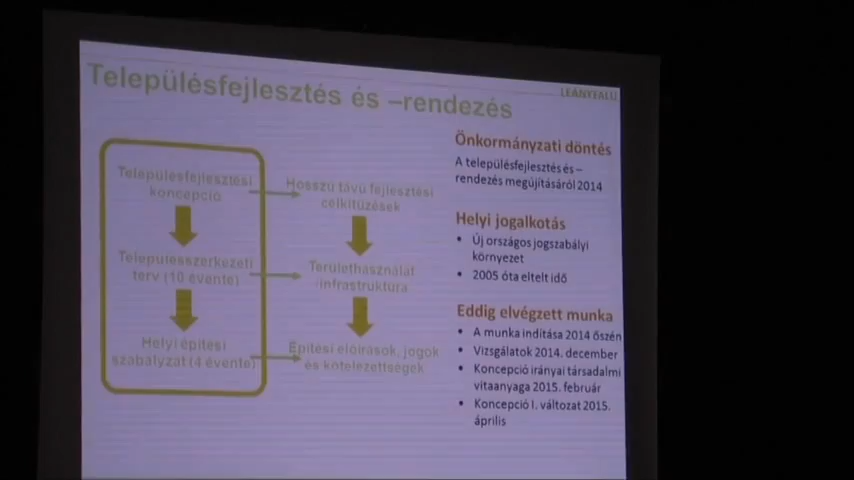 LEÁNYFALU
Településfejlesztés és –rendezés
Településfejlesztési
koncepció
Településszerkezeti
terv (10 évente)
Helyi építési
szabályzat (4 évente)
Hosszú távú fejlesztési
célkitűzések
Területhasználat
infrastruktúra
Építési előírások, jogok
és kötelezettségek
Önkormányzati döntés
A településfejlesztés és –
rendezés megújításáról 2014
Helyi jogalkotás
• Új országos jogszabályi
környezet
• 2005 óta eltelt idő
Eddig elvégzett munka
• A munka indítása 2014 őszén
• Vizsgálatok 2014. december
• Koncepció irányai társadalmi
vitaanyaga 2015. február
• Koncepció I. változat 2015.
április